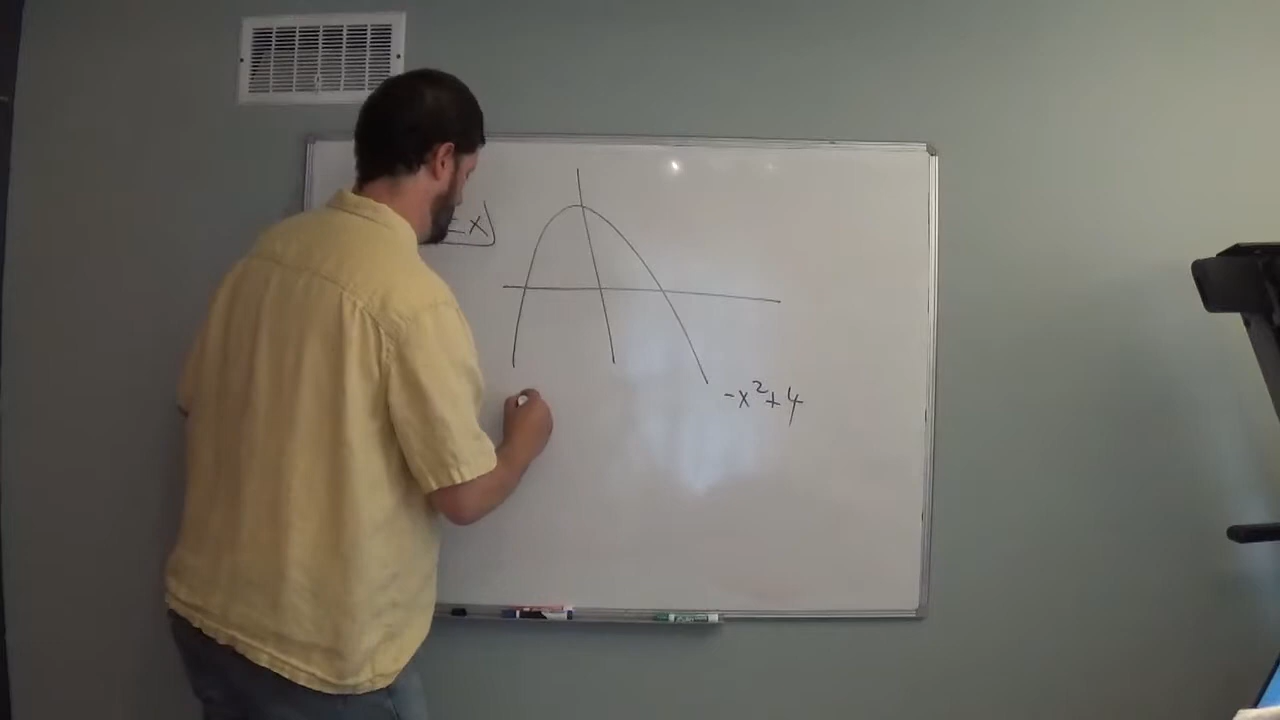 = x
-x²+4